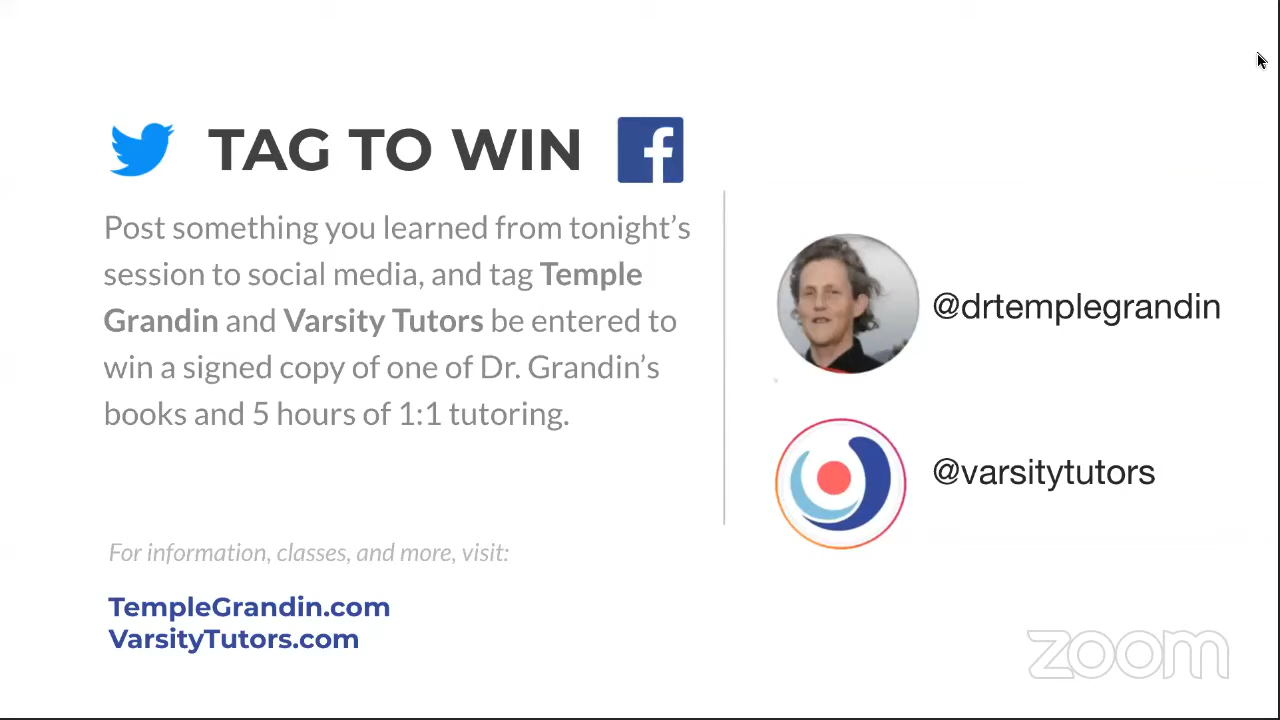 TAG TO WIN
Post something you learned from tonight's
session to social media, and tag Temple
Grandin and Varsity Tutors be entered to
win a signed copy of one of Dr. Grandin's
books and 5 hours of 1:1 tutoring.
@drtemplegrandin
@varsitytutors
For information, classes, and more, visit:
TempleGrandin.com
VarsityTutors.com
zoom